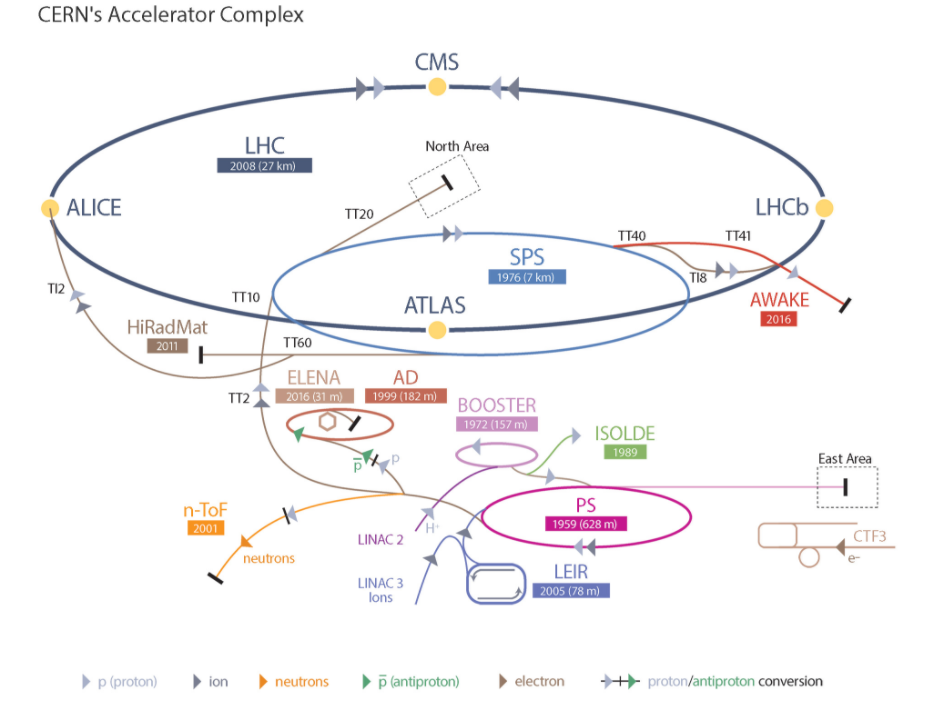 CERN's Accelerator Complex
CMS
LHC
2008 (27 km)
North Area
ALICE
LHCb
TT20
TT40
TT41
SPS
1976 (7 km)
TI8
TI2
TT10
ATLAS
AWAKE
2016
HiRadMat
2011
TT60
ELENA
2016 (31 m)
AD
1999 (182 m)
TT2
BOOSTER
1972 (157 m)
ISOLDE
1989
p̅
p
East Area
n-ToF
2001
PS
1959 (628 m)
H⁺
LINAC 2
neutrons
CTF3
e-
LINAC 3
Ions
LEIR
2005 (78 m)
p (proton)
ion
neutrons
p̅ (antiproton)
electron
proton/antiproton conversion